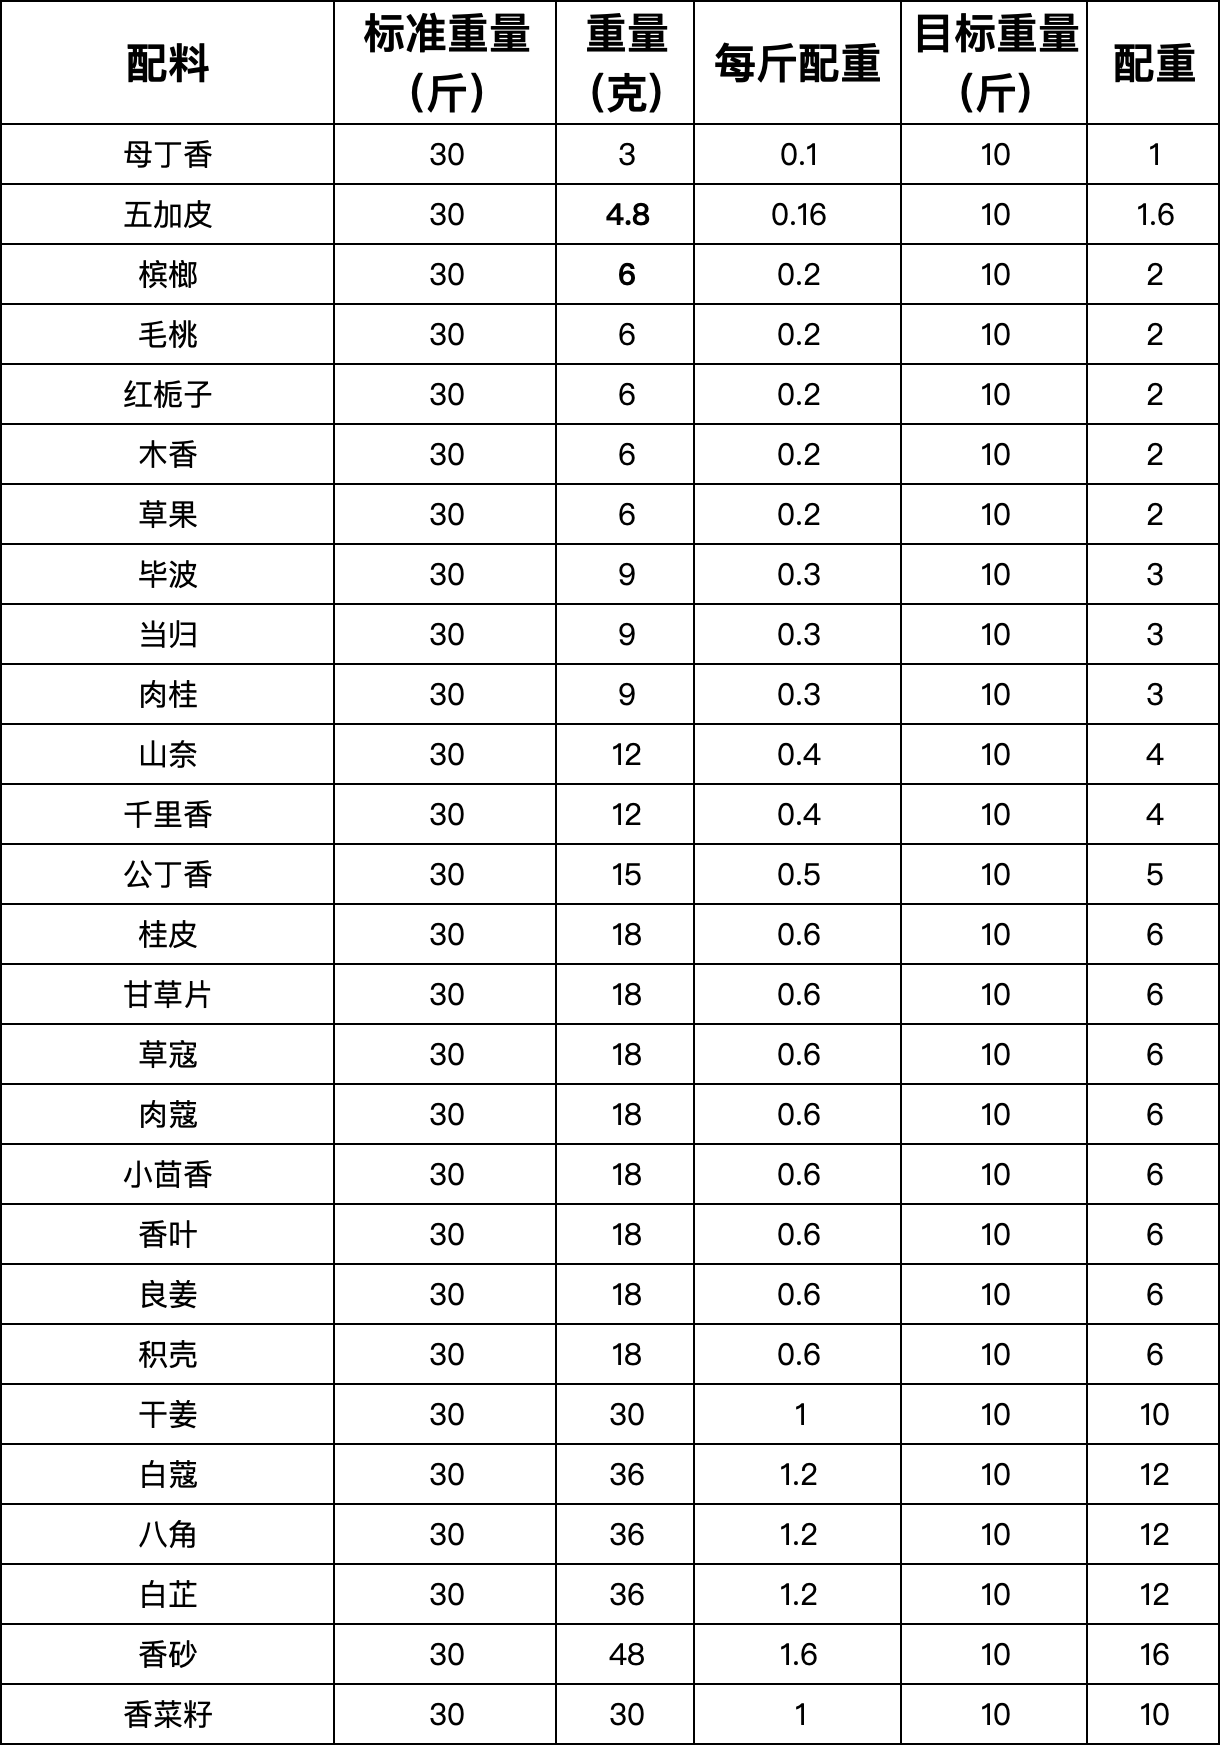 配料 标准重量（斤） 重量（克） 每斤配重 目标重量（斤） 配重
母丁香 30 3 0.1 10 1
五加皮 30 4.8 0.16 10 1.6
槟榔 30 6 0.2 10 2
毛桃 30 6 0.2 10 2
红栀子 30 6 0.2 10 2
木香 30 6 0.2 10 2
草果 30 6 0.2 10 2
毕波 30 9 0.3 10 3
当归 30 9 0.3 10 3
肉桂 30 9 0.3 10 3
山奈 30 12 0.4 10 4
千里香 30 12 0.4 10 4
公丁香 30 15 0.5 10 5
桂皮 30 18 0.6 10 6
甘草片 30 18 0.6 10 6
草寇 30 18 0.6 10 6
肉蔻 30 18 0.6 10 6
小茴香 30 18 0.6 10 6
香叶 30 18 0.6 10 6
良姜 30 18 0.6 10 6
积壳 30 18 0.6 10 6
干姜 30 30 1 10 10
白蔻 30 36 1.2 10 12
八角 30 36 1.2 10 12
白芷 30 36 1.2 10 12
香砂 30 48 1.6 10 16
香菜籽 30 30 1 10 10